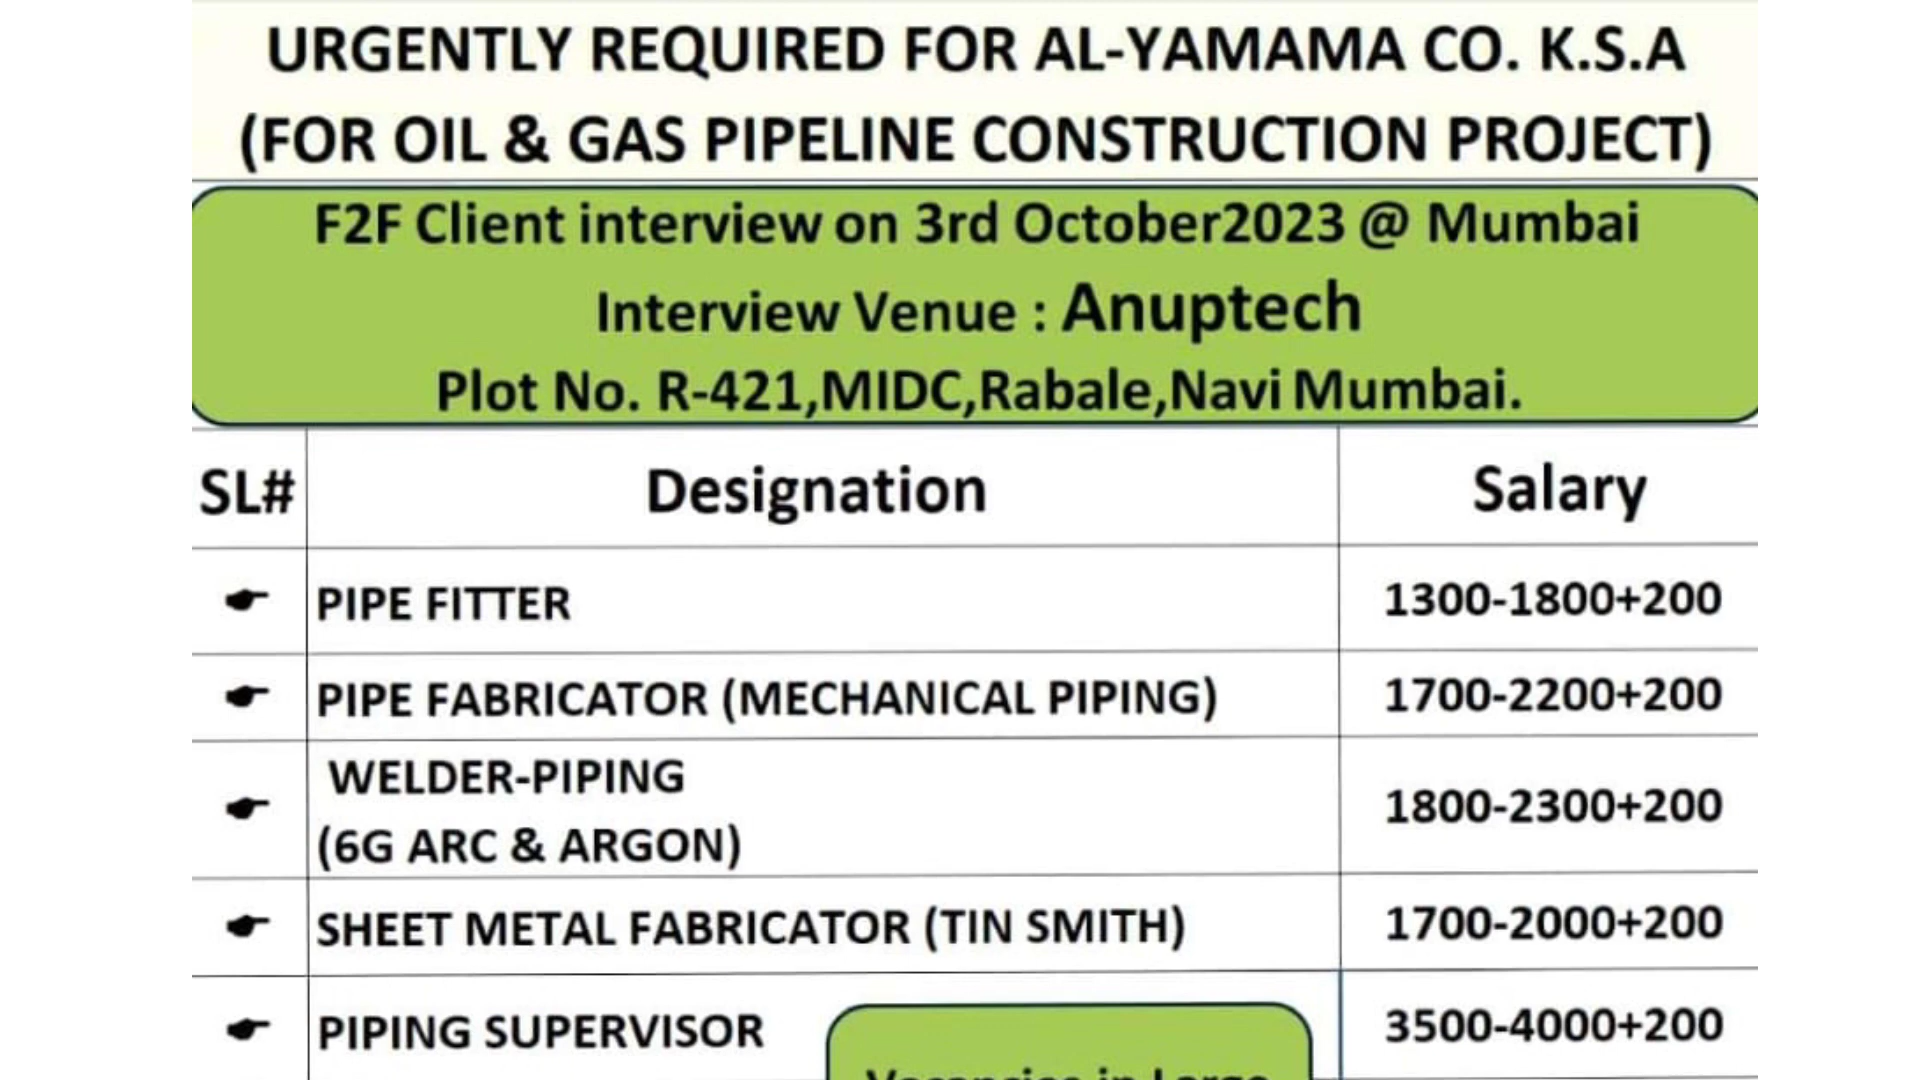 URGENTLY REQUIRED FOR AL-YAMAMA CO. K.S.A
(FOR OIL & GAS PIPELINE CONSTRUCTION PROJECT)
F2F Client interview on 3rd October2023 @ Mumbai
Interview Venue : Anuptech
Plot No. R-421,MIDC,Rabale,Navi Mumbai.
SL# Designation Salary
PIPE FITTER 1300-1800+200
PIPE FABRICATOR (MECHANICAL PIPING) 1700-2200+200
WELDER-PIPING
(6G ARC & ARGON) 1800-2300+200
SHEET METAL FABRICATOR (TIN SMITH) 1700-2000+200
PIPING SUPERVISOR 3500-4000+200
Vacancies in Large